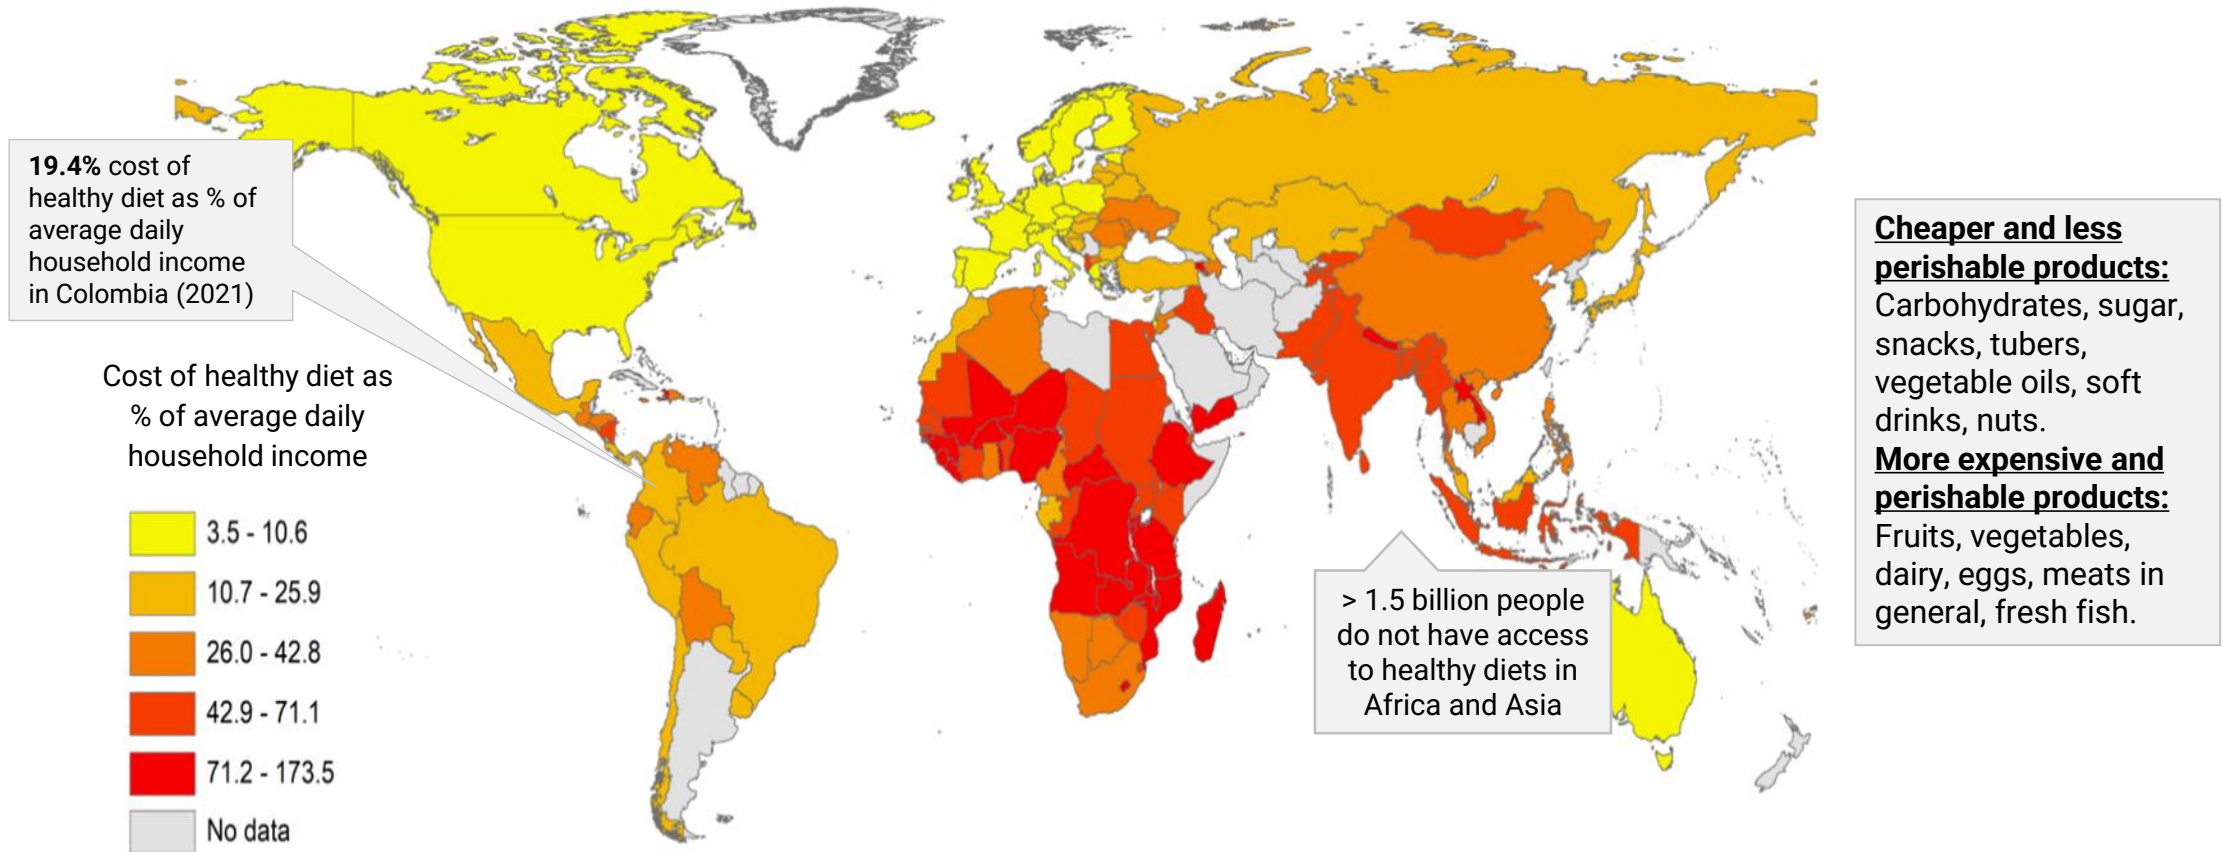 19.4% cost of
healthy diet as % of
average daily
household income
in Colombia (2021)
Cost of healthy diet as
% of average daily
household income
3.5 - 10.6
10.7 - 25.9
26.0 - 42.8
42.9 - 71.1
71.2 - 173.5
No data
> 1.5 billion people
do not have access
to healthy diets in
Africa and Asia
Cheaper and less
perishable products:
Carbohydrates, sugar,
snacks, tubers,
vegetable oils, soft
drinks, nuts.
More expensive and
perishable products:
Fruits, vegetables,
dairy, eggs, meats in
general, fresh fish.